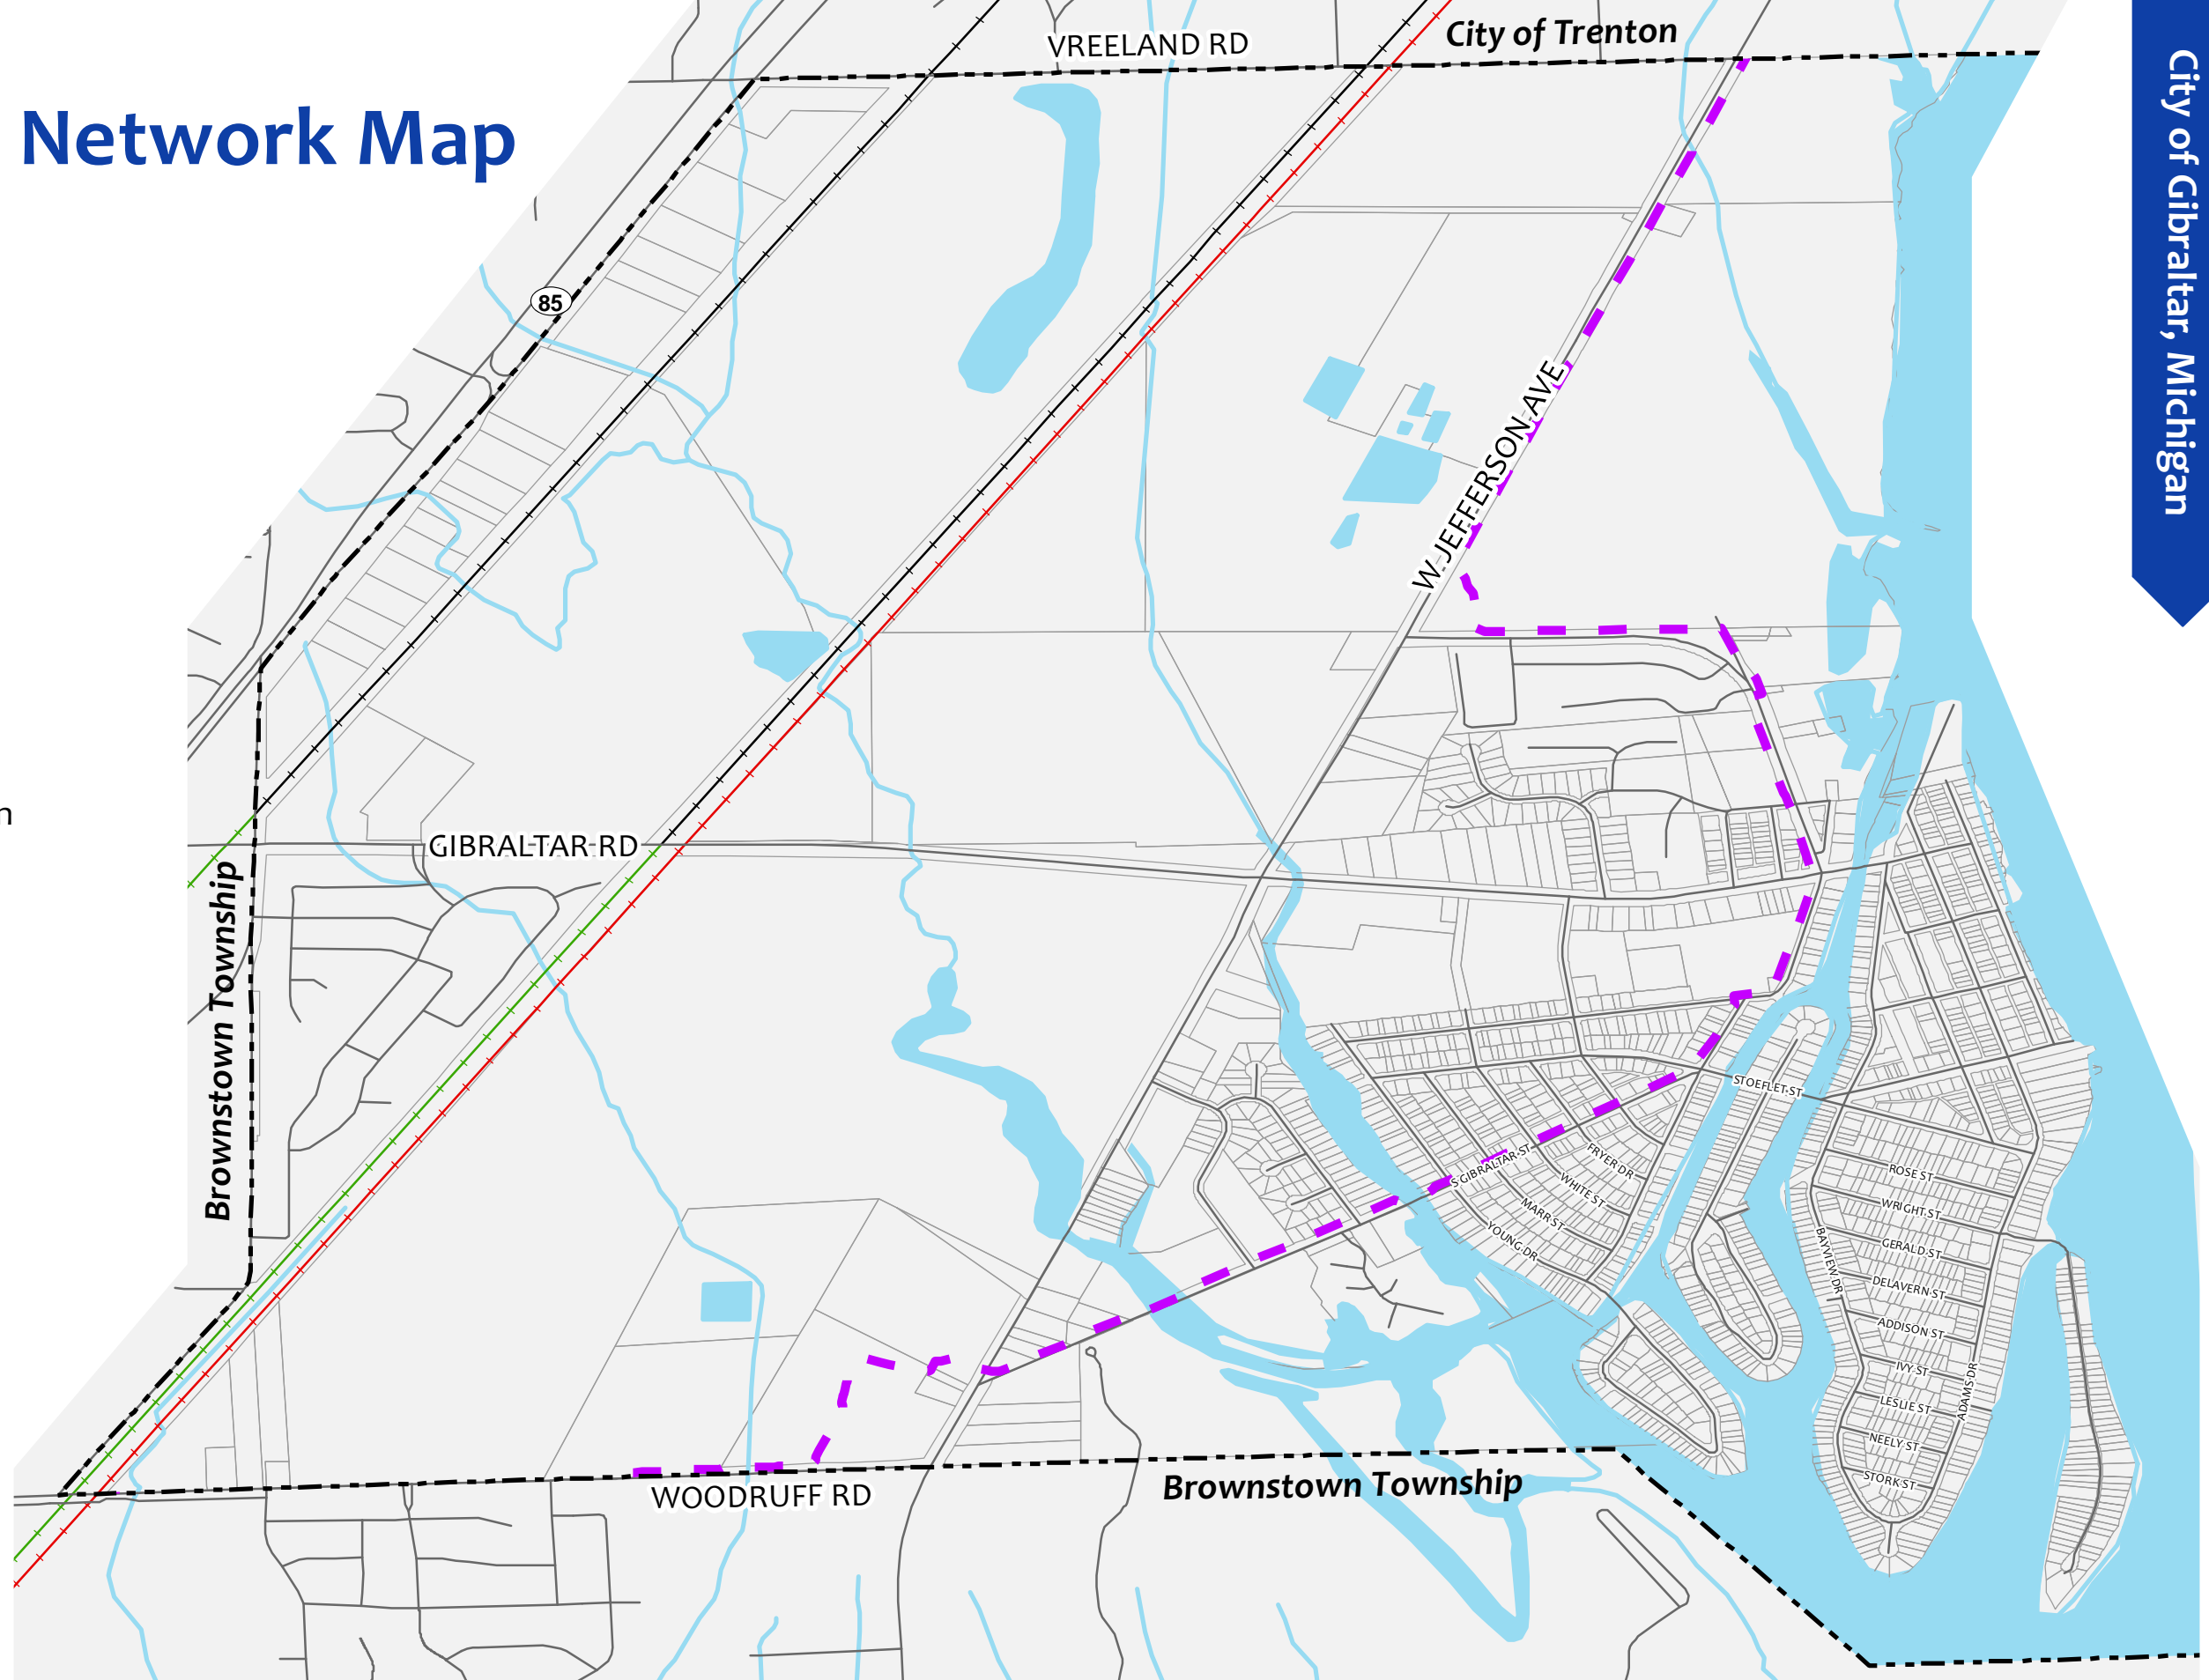 VREELAND RD
City of Trenton
Network Map
City of Gibraltar, Michigan
85
W JEFFERSON AVE
n
GIBRALTAR RD
Brownstown Township
STOEFLET ST
S GIBRALTAR ST
FRYER DR
WHITE ST
MARR ST
YOUNG DR
ROSE ST
WRIGHT ST
BAYVIEW DR
GERALD ST
DELAVERN ST
ADDISON ST
IVY ST
ADAMS DR
LESLIE ST
NEELY ST
STORK ST
Brownstown Township
WOODRUFF RD